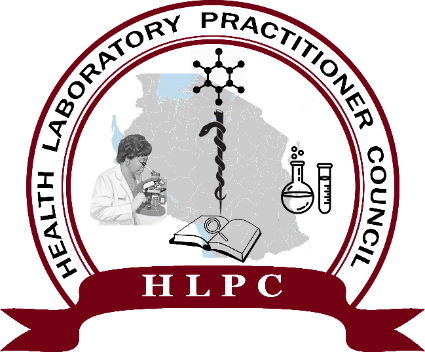 HEALTH LABORATORY PRACTITIONER COUNCIL
HLPC